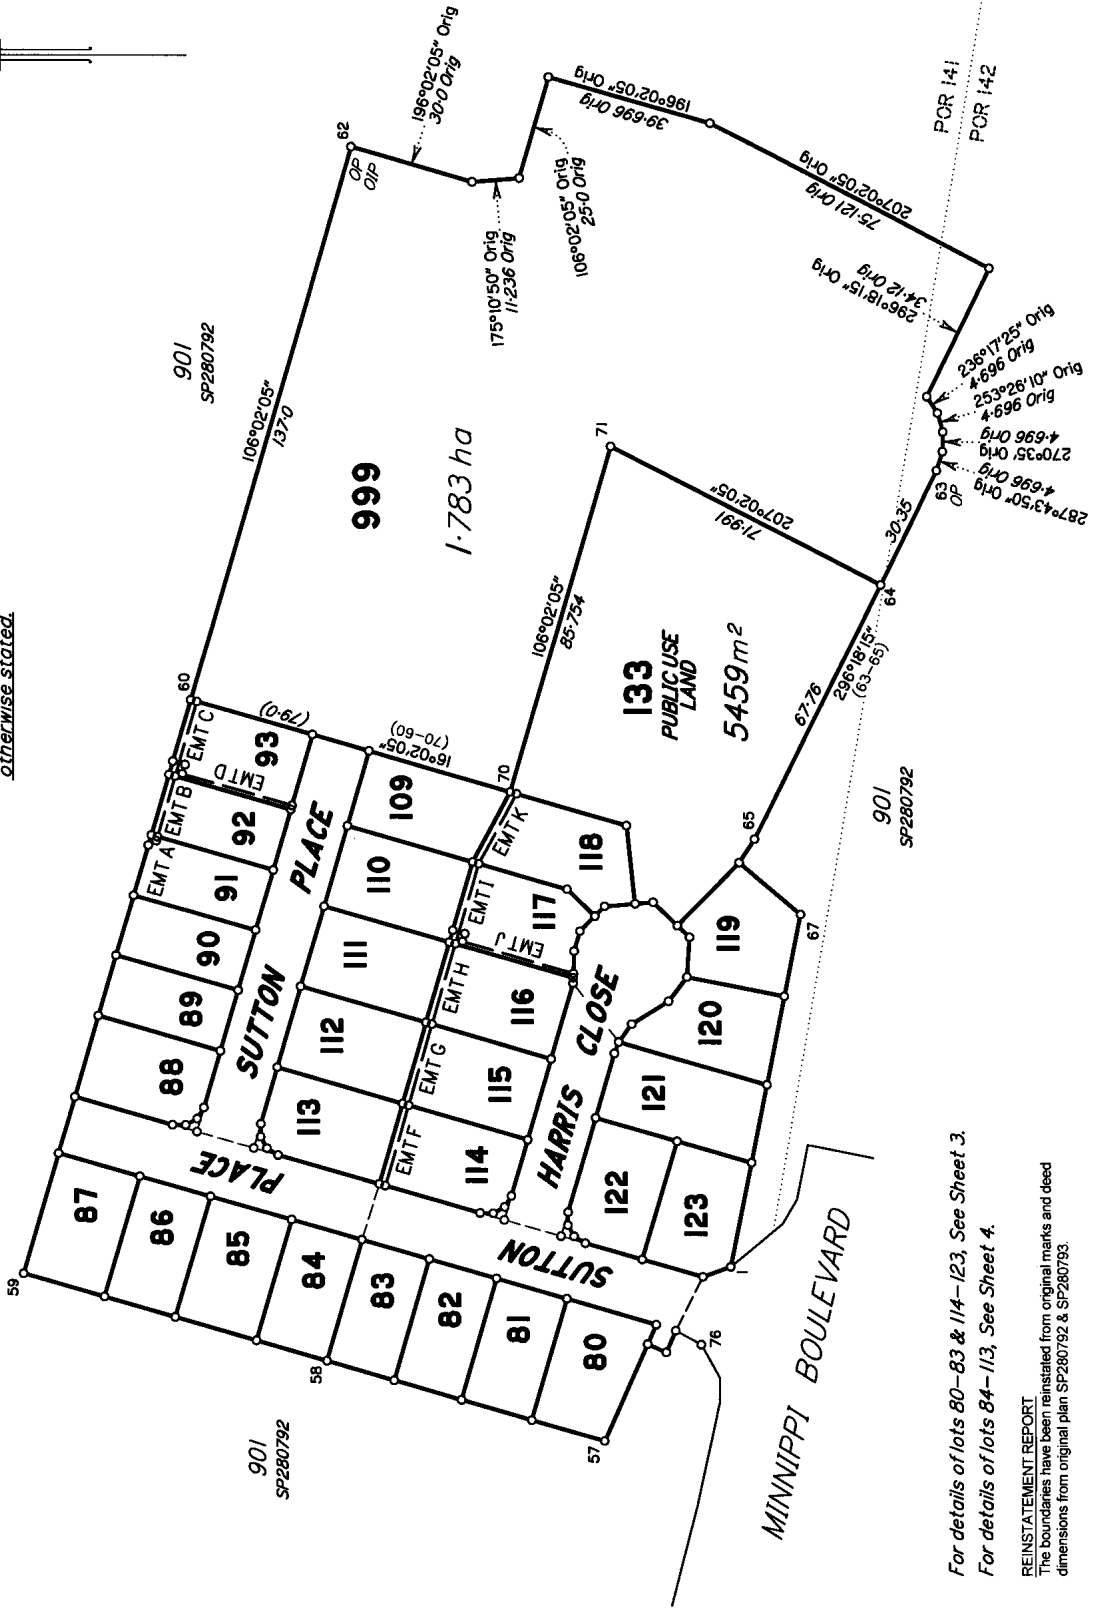 otherwise stated.
62
OP
OIP
196°02'05" Orig
30·0 Orig
175°10'50" Orig
11·236 Orig
106°02'05" Orig
25·0 Orig
196°02'05" Orig
39·696 Orig
207°02'05" Orig
75·121 Orig
POR 141
POR 142
296°18'15" Orig
34·12 Orig
236°17'25" Orig
4·696 Orig
253°26'10" Orig
4·696 Orig
270°35' Orig
4·696 Orig
287°43'50" Orig
4·696 Orig
63
OP
30·35
64
901
SP280792
106°02'05"
137·0
999
1·783 ha
71
207°02'05"
71·991
106°02'05"
85·754
133
PUBLIC USE
LAND
5459m²
67·76
296°18'15"
(63-65)
65
901
SP280792
60
(79·0)
16°02'05"
(70-60)
70
EMT C
EMT D
EMT B
EMT A
93
92
91
90
89
88
SUTTON PLACE
109
110
111
112
113
EMT K
EMT I
EMT J
EMT H
EMT G
EMT F
118
117
116
115
114
HARRIS CLOSE
119
120
121
122
123
67
1
PLACE
SUTTON
59
87
86
85
84
83
82
81
80
58
57
76
901
SP280792
MINNIPPI BOULEVARD
For details of lots 80-83 & 114-123, See Sheet 3.
For details of lots 84-113, See Sheet 4.
REINSTATEMENT REPORT
The boundaries have been reinstated from original marks and deed
dimensions from original plan SP280792 & SP280793.